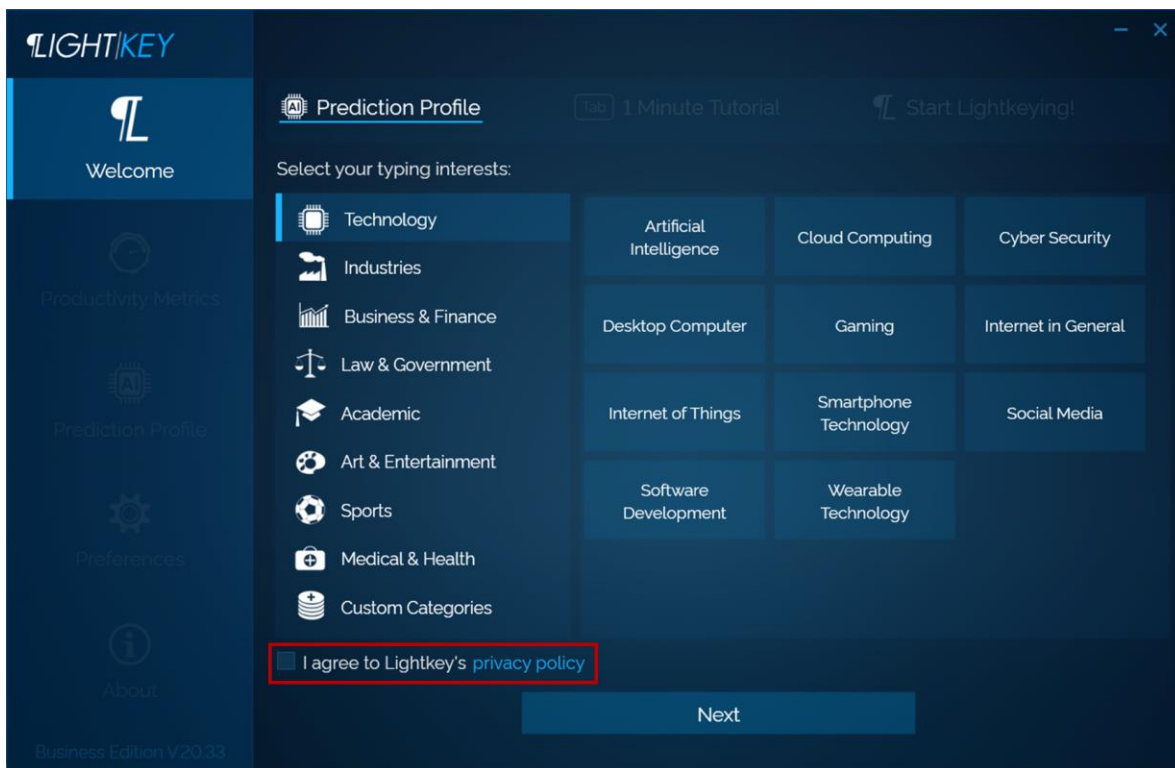 LIGHT|KEY
Welcome
Productivity Metrics
Prediction Profile
Preferences
About
Business Edition V.20.33
Prediction Profile
Tab 1 Minute Tutorial
Start Lightkeying!
Select your typing interests:
Technology
Industries
Business & Finance
Law & Government
Academic
Art & Entertainment
Sports
Medical & Health
Custom Categories
Artificial
Intelligence
Cloud Computing
Cyber Security
Desktop Computer
Gaming
Internet in General
Internet of Things
Smartphone
Technology
Social Media
Software
Development
Wearable
Technology
I agree to Lightkey's privacy policy
Next